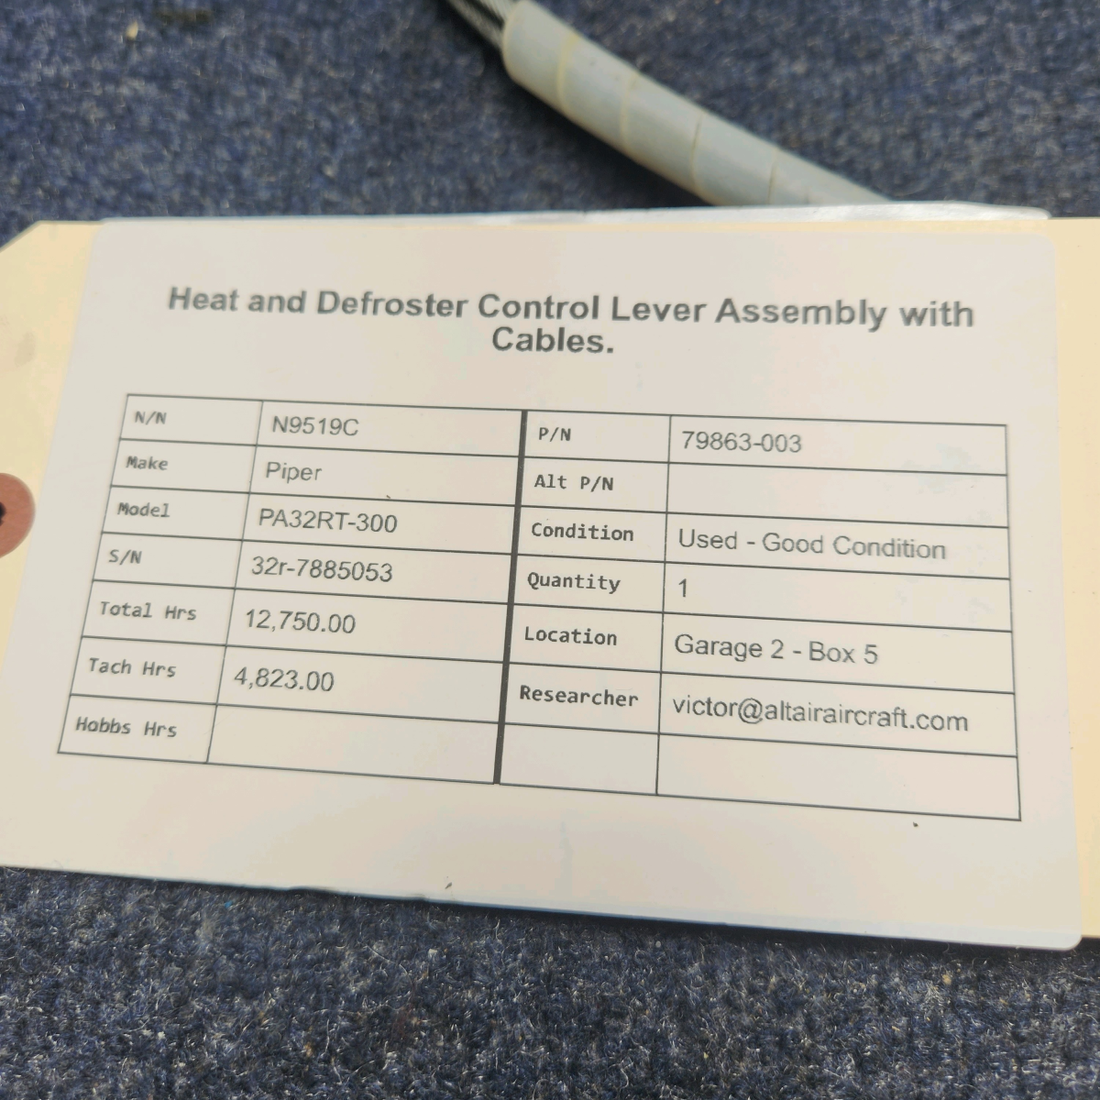 Heat and Defroster Control Lever Assembly with
Cables.
N/N N9519C P/N 79863-003
Make Piper Alt P/N
Model PA32RT-300 Condition Used - Good Condition
S/N 32r-7885053 Quantity 1
Total Hrs 12,750.00 Location Garage 2 - Box 5
Tach Hrs 4,823.00 Researcher victor@altairaircraft.com
Hobbs Hrs